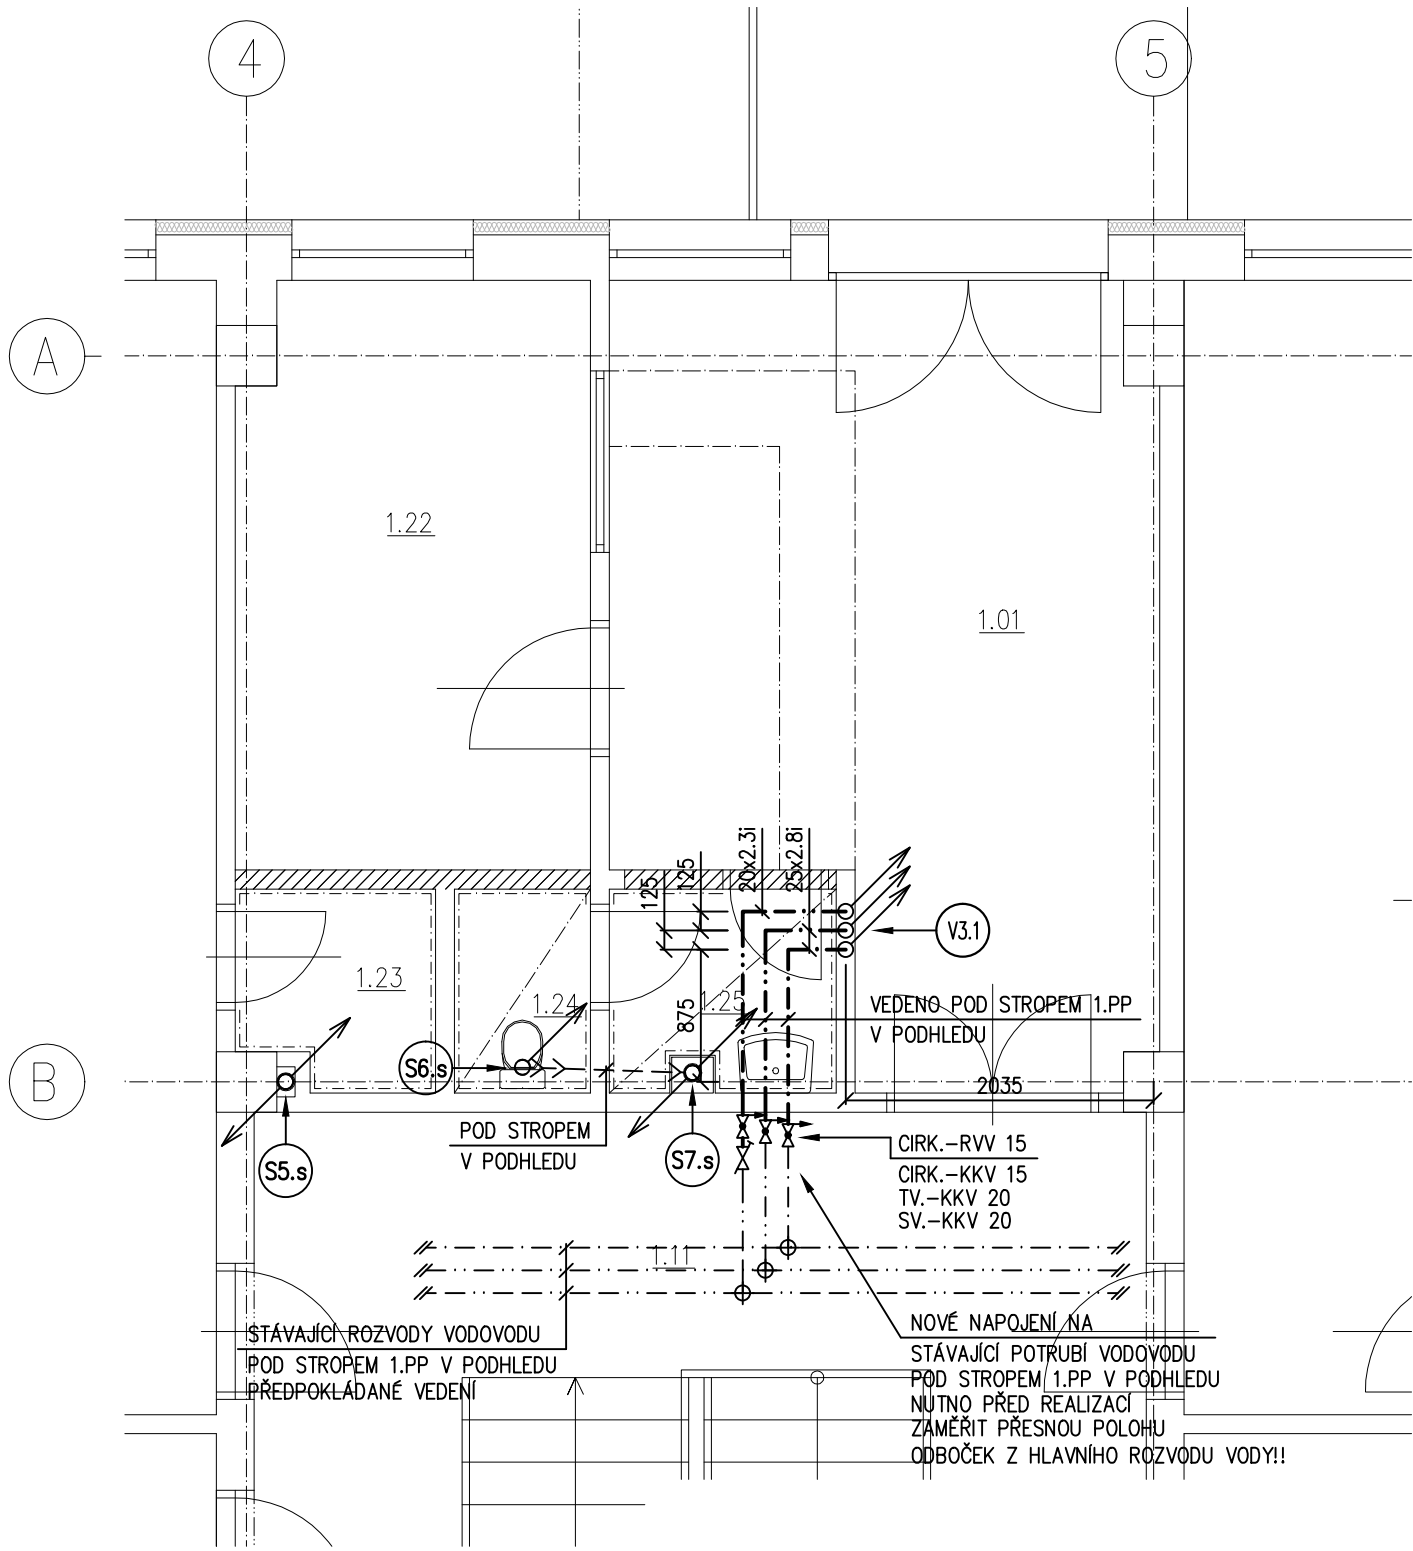 4
5
A
1.22
1.01
20x2.3i
25x2.8i
125
125
V3.1
1.23
1.24
1.25
875
VEDENO POD STROPEM 1.PP
V PODHLEDU
B
S6.s
2035
POD STROPEM
V PODHLEDU
S5.s
S7.s
CIRK.-RVV 15
CIRK.-KKV 15
TV.-KKV 20
SV.-KKV 20
1.11
STÁVAJÍCÍ ROZVODY VODOVODU
POD STROPEM 1.PP V PODHLEDU
PŘEDPOKLÁDANÉ VEDENÍ
NOVÉ NAPOJENÍ NA
STÁVAJÍCÍ POTRUBÍ VODOVODU
POD STROPEM 1.PP V PODHLEDU
NUTNO PŘED REALIZACÍ
ZAMĚŘIT PŘESNOU POLOHU
ODBOČEK Z HLAVNÍHO ROZVODU VODY!!